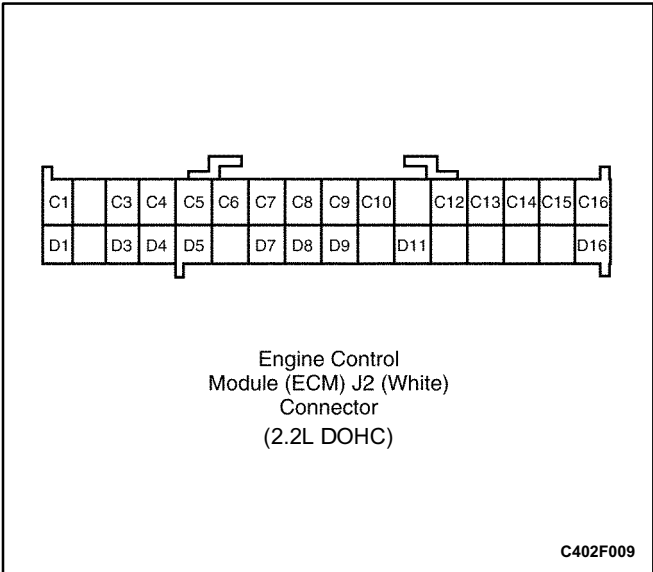 C1 C3 C4 C5 C6 C7 C8 C9 C10 C12 C13 C14 C15 C16
D1 D3 D4 D5 D7 D8 D9 D11 D16
Engine Control
Module (ECM) J2 (White)
Connector
(2.2L DOHC)
C402F009